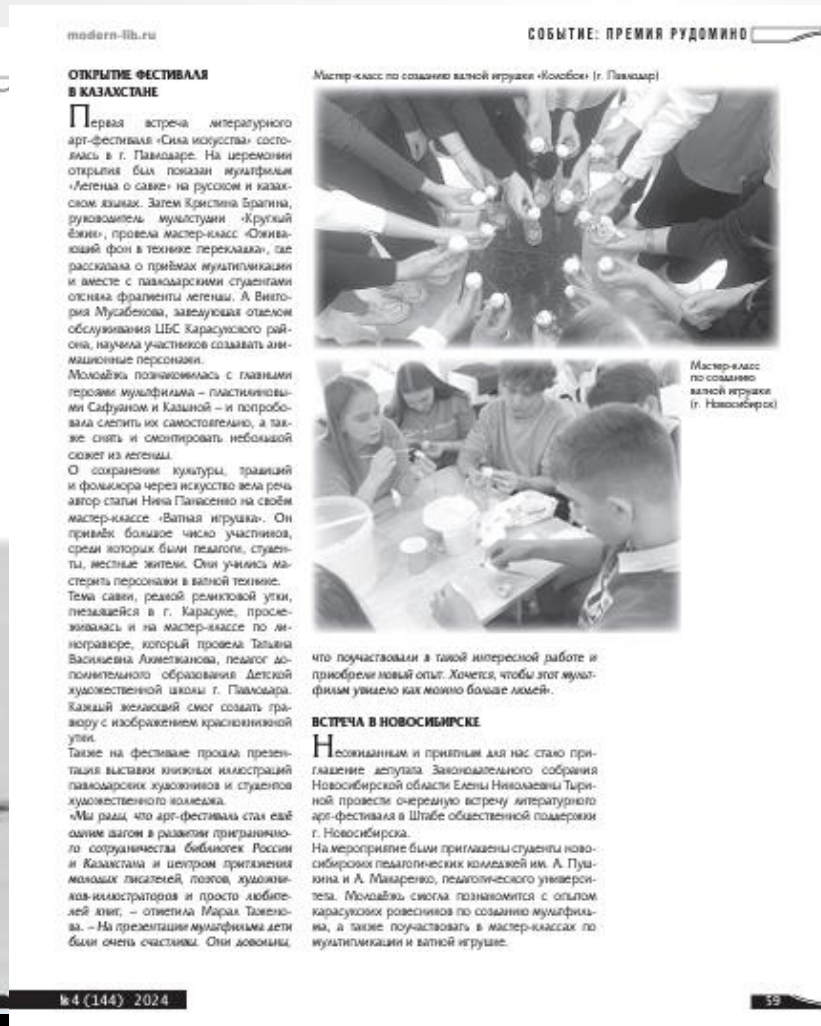 modern-lib.ru
СОБЫТИЕ: ПРЕМИЯ РУДОМИНО
ОТКРЫТИЕ ФЕСТИВАЛЯ
В КАЗАХСТАНЕ
Первая встреча литературного
арт-фестиваля «Сила искусства» состо-
ялась в г. Павлодаре. На церемонии
открытия был показан мультфильм
«Легенда о савке» на русском и казах-
ском языках. Затем Кристина Брагина,
руководитель мультстудии «Круглый
ёжик», провела мастер-класс «Ожива-
ющий фон в технике перекладка», где
рассказала о приёмах мультипликации
и вместе с павлодарскими студентами
отсняла фрагменты легенды. А Викто-
рия Мусабекова, заведующая отделом
обслуживания ЦБС Карасукского рай-
она, научила участников создавать ани-
мационные персонажи.
Молодёжь познакомилась с главными
героями мультфильма – пластилиновы-
ми Сафуаном и Казыной – и попробо-
вала слепить их самостоятельно, а так-
же снять и смонтировать небольшой
сюжет из легенды.
О сохранении культуры, традиций
и фольклора через искусство вела речь
автор статьи Нина Панасенко на своём
мастер-классе «Ватная игрушка». Он
привлёк большое число участников,
среди которых были педагоги, студен-
ты, местные жители. Они учились ма-
стерить персонажи в ватной технике.
Тема савки, редкой реликтовой утки,
гнездящейся в г. Карасуке, просле-
живалась и на мастер-классе по ли-
ногравюре, который провела Татьяна
Васильевна Акметжанова, педагог до-
полнительного образования Детской
художественной школы г. Павлодара.
Каждый желающий смог создать гра-
вюру с изображением краснокнижной
утки.
Также на фестивале прошла презен-
тация выставки книжных иллюстраций
павлодарских художников и студентов
художественного колледжа.
«Мы рады, что арт-фестиваль стал ещё
одним шагом в развитии приграничн-
го сотрудничества библиотек России
и Казахстана и центром притяжения
молодых писателей, поэтов, художни-
ков-иллюстраторов и просто любите-
лей книг, – отметила Марал Тажено-
ва. – На презентации мультфильма дети
были очень счастливы. Они довольны,
Мастер-класс по созданию ватной игрушки «Колобок» (г. Павлодар)
Мастер-класс
по созданию
ватной игрушки
(г. Новосибирск)
что поучаствовали в такой интересной работе и
приобрели новый опыт. Хочется, чтобы этот мульт-
фильм увидело как можно больше людей».
ВСТРЕЧА В НОВОСИБИРСКЕ
Неожиданным и приятным для нас стало при-
глашение депутата Законодательного собрания
Новосибирской области Елены Николаевны Тыри-
ной провести очередную встречу литературного
арт-фестиваля в Штабе общественной поддержки
г. Новосибирска.
На мероприятие были приглашены студенты ново-
сибирских педагогических колледжей им. А. Пуш-
кина и А. Макаренко, педагогического универси-
тета. Молодёжь смогла познакомится с опытом
карасукских ровесников по созданию мультфиль-
ма, а также поучаствовать в мастер-классах по
мультипликации и ватной игрушке.
№4 (144) 2024
59